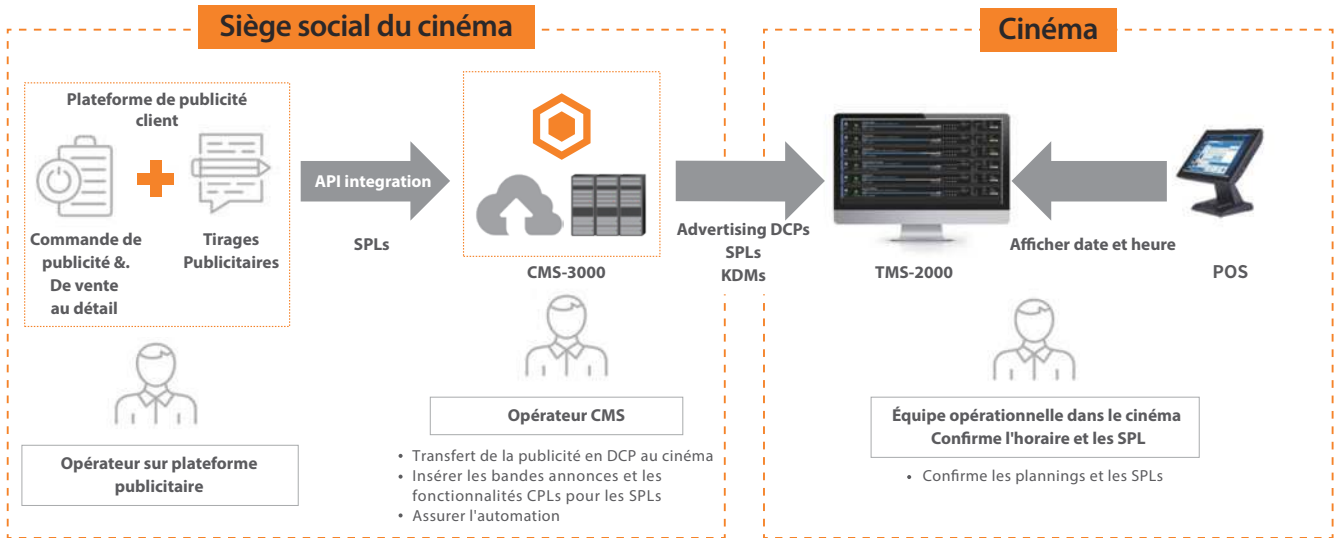 Siège social du cinéma
Plateforme de publicité
client
Commande de
publicité &.
De vente
au détail
Tirages
Publicitaires
API integration
SPLs
CMS-3000
Advertising DCPs
SPLs
KDMs
Opérateur sur plateforme
publicitaire
Opérateur CMS
• Transfert de la publicité en DCP au cinéma
• Insérer les bandes annonces et les
fonctionnalités CPLs pour les SPLs
• Assurer l'automation
Cinéma
TMS-2000
Afficher date et heure
POS
Équipe opérationnelle dans le cinéma
Confirme l'horaire et les SPL
• Confirme les plannings et les SPLs